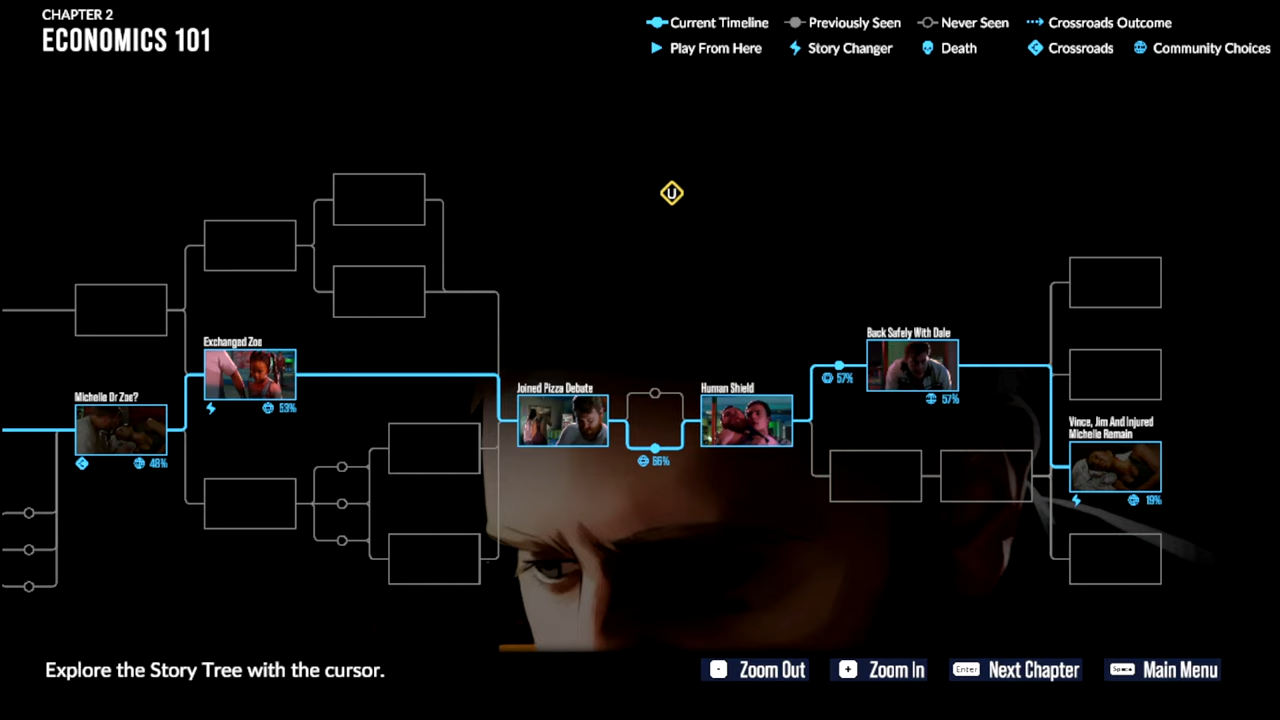 CHAPTER 2
ECONOMICS 101
Current Timeline
Previously Seen
Never Seen
Crossroads Outcome
Play From Here
Story Changer
Death
Crossroads
Community Choices
U
Exchanged Zoe
53%
Michelle Or Zoe?
48%
Joined Pizza Debate
66%
Human Shield
57%
Back Safely With Dale
57%
Vince, Jim And Injured
Michelle Remain
19%
Explore the Story Tree with the cursor.
- Zoom Out
+ Zoom In
Enter Next Chapter
Space Main Menu